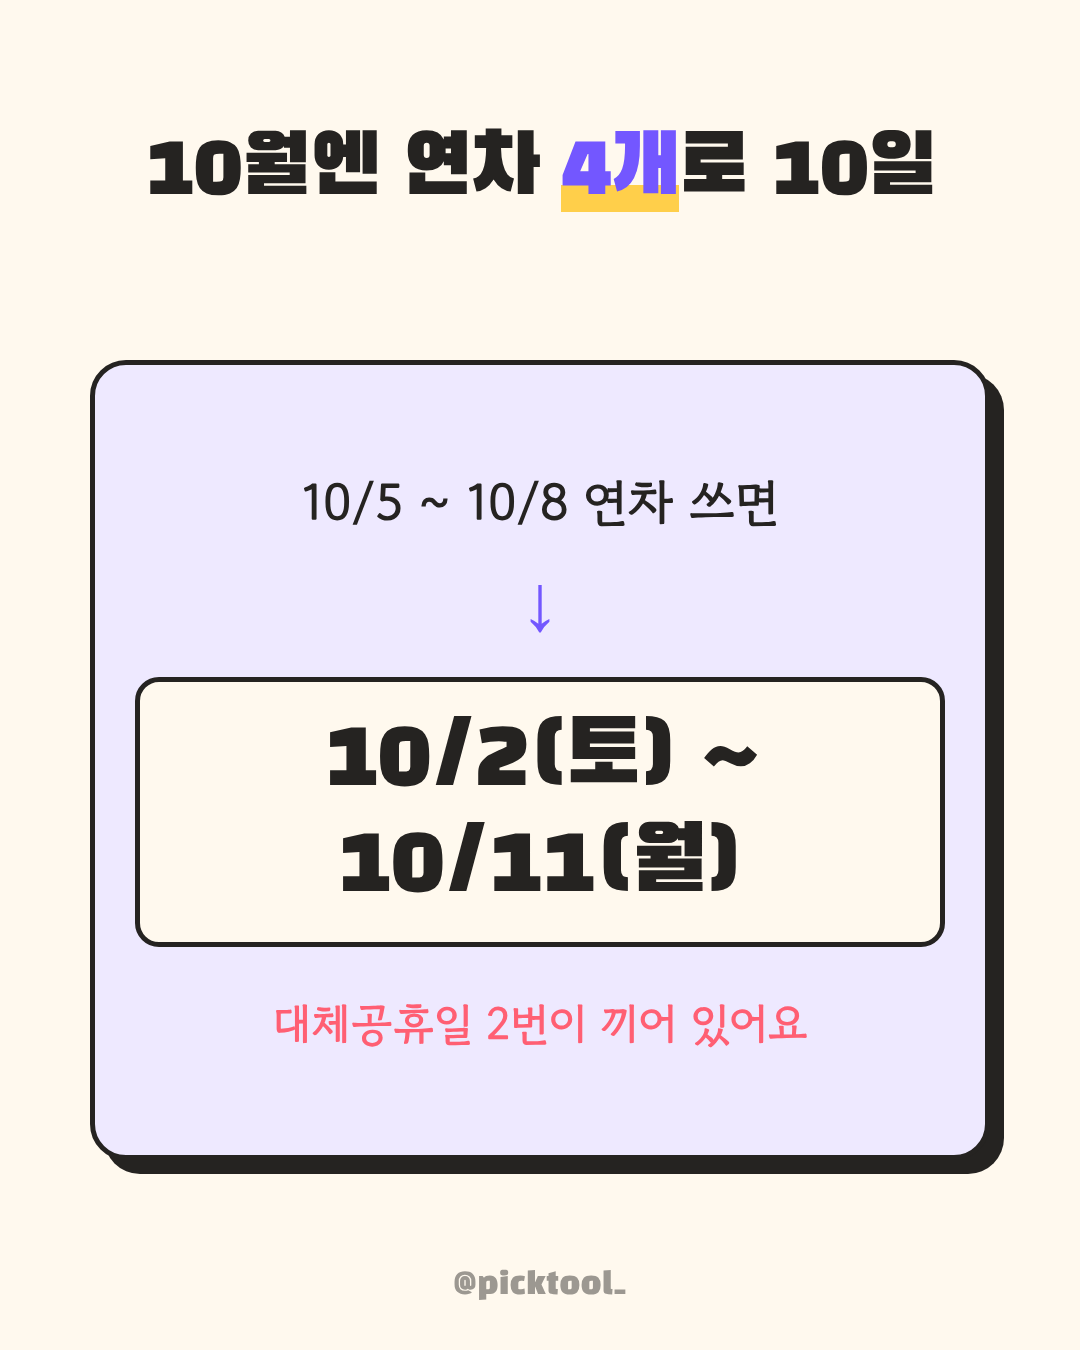 10월엔 연차 4개로 10일
10/5 ~ 10/8 연차 쓰면
↓
10/2(토) ~
10/11(월)
대체공휴일 2번이 끼어 있어요
@picktool_